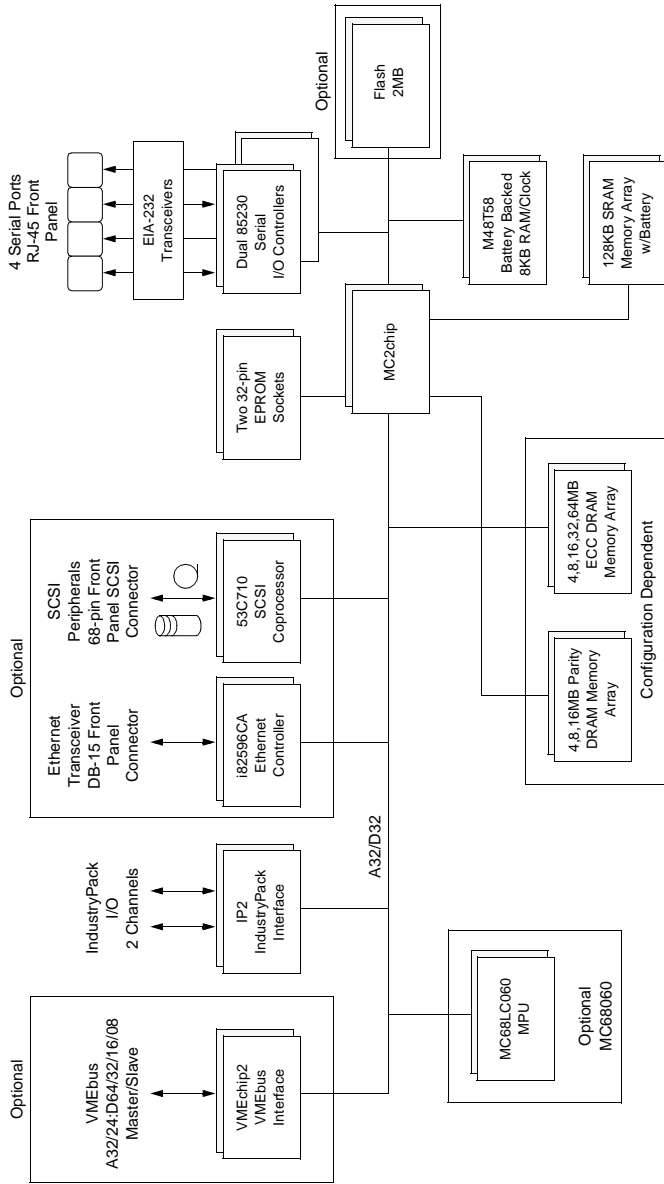 Optional
VMEbus
A32/24:D64/32/16/08
Master/Slave
VMEchip2
VMEbus
Interface
IndustryPack
I/O
2 Channels
IP2
IndustryPack
Interface
Optional
Ethernet
Transceiver
DB-15 Front
Panel
Connector
i82596CA
Ethernet
Controller
SCSI
Peripherals
68-pin Front
Panel SCSI
Connector
53C710
SCSI
Coprocessor
Two 32-pin
EPROM
Sockets
4 Serial Ports
RJ-45 Front
Panel
EIA-232
Transceivers
Dual 85230
Serial
I/O Controllers
Optional
Flash
2MB
A32/D32
MC2chip
MC68LC060
MPU
Optional
MC68060
4,8,16MB Parity
DRAM Memory
Array
4,8,16,32,64MB
ECC DRAM
Memory Array
Configuration Dependent
M48T58
Battery Backed
8KB RAM/Clock
128KB SRAM
Memory Array
w/Battery